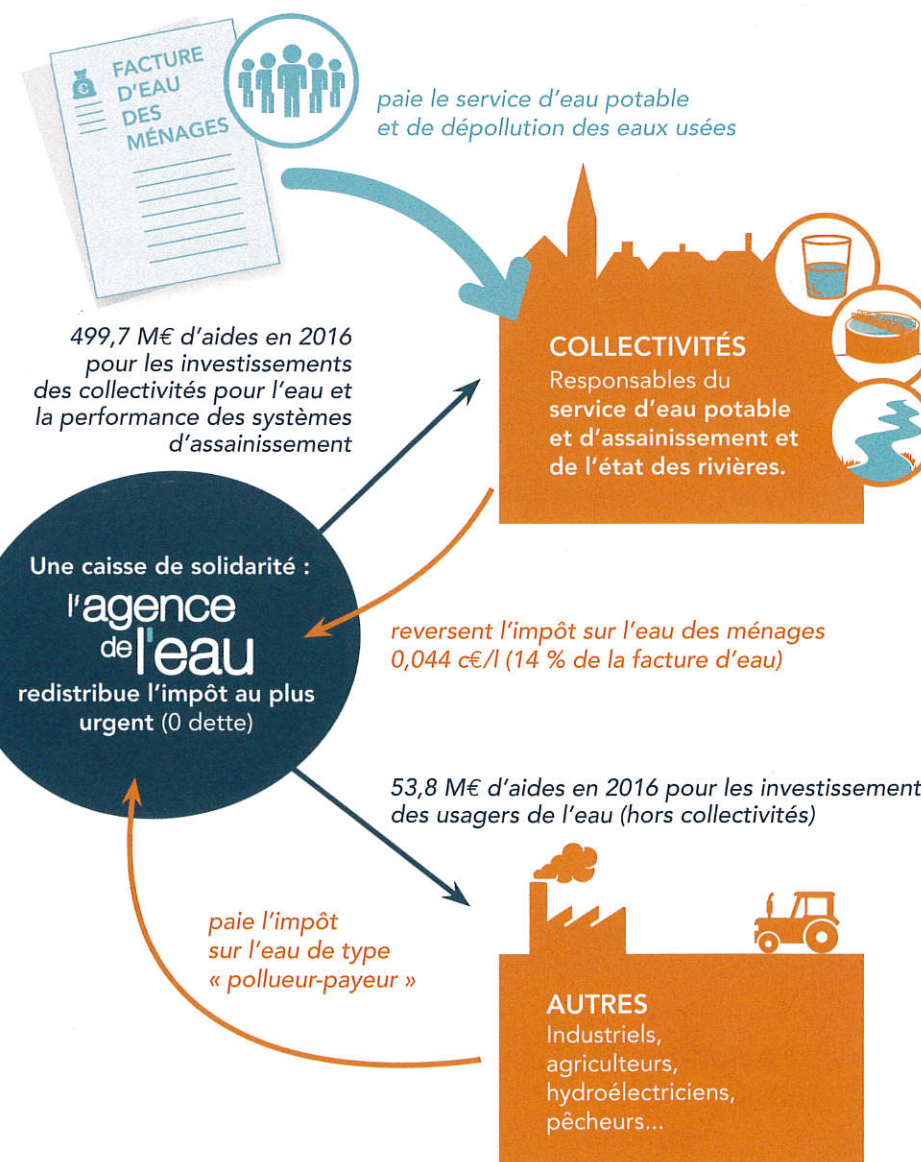 FACTURE
D'EAU
DES
MÉNAGES
paie le service d'eau potable
et de dépollution des eaux usées
499,7 M€ d'aides en 2016
pour les investissements
des collectivités pour l'eau et
la performance des systèmes
d'assainissement
COLLECTIVITÉS
Responsables du
service d'eau potable
et d'assainissement et
de l'état des rivières.
Une caisse de solidarité :
l'agence
de l'eau
redistribue l'impôt au plus
urgent (0 dette)
reversent l'impôt sur l'eau des ménages
0,044 c€/l (14 % de la facture d'eau)
53,8 M€ d'aides en 2016 pour les investissement
des usagers de l'eau (hors collectivités)
paie l'impôt
sur l'eau de type
« pollueur-payeur »
AUTRES
Industriels,
agriculteurs,
hydroélectriciens,
pêcheurs...